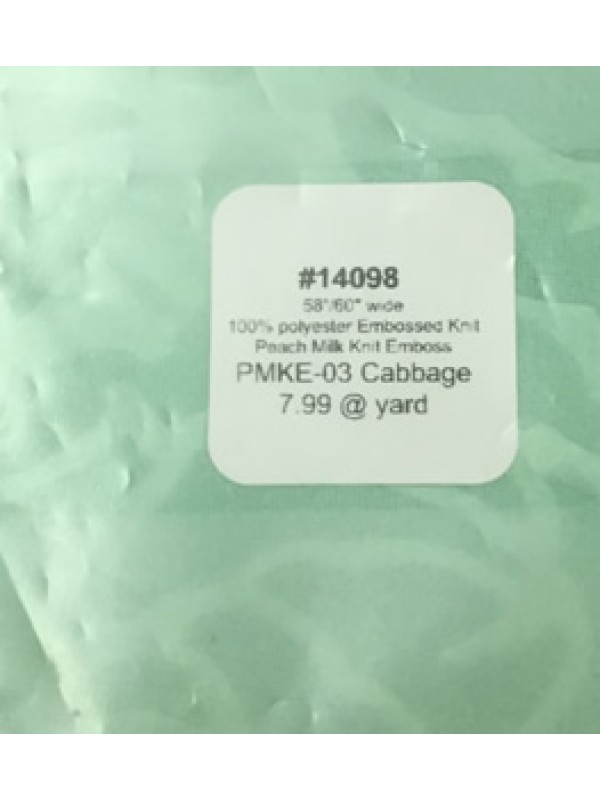 #14098
58"/60" wide
100% polyester Embossed Knit
Peach Milk Knit Emboss
PMKE-03 Cabbage
7.99 @ yard